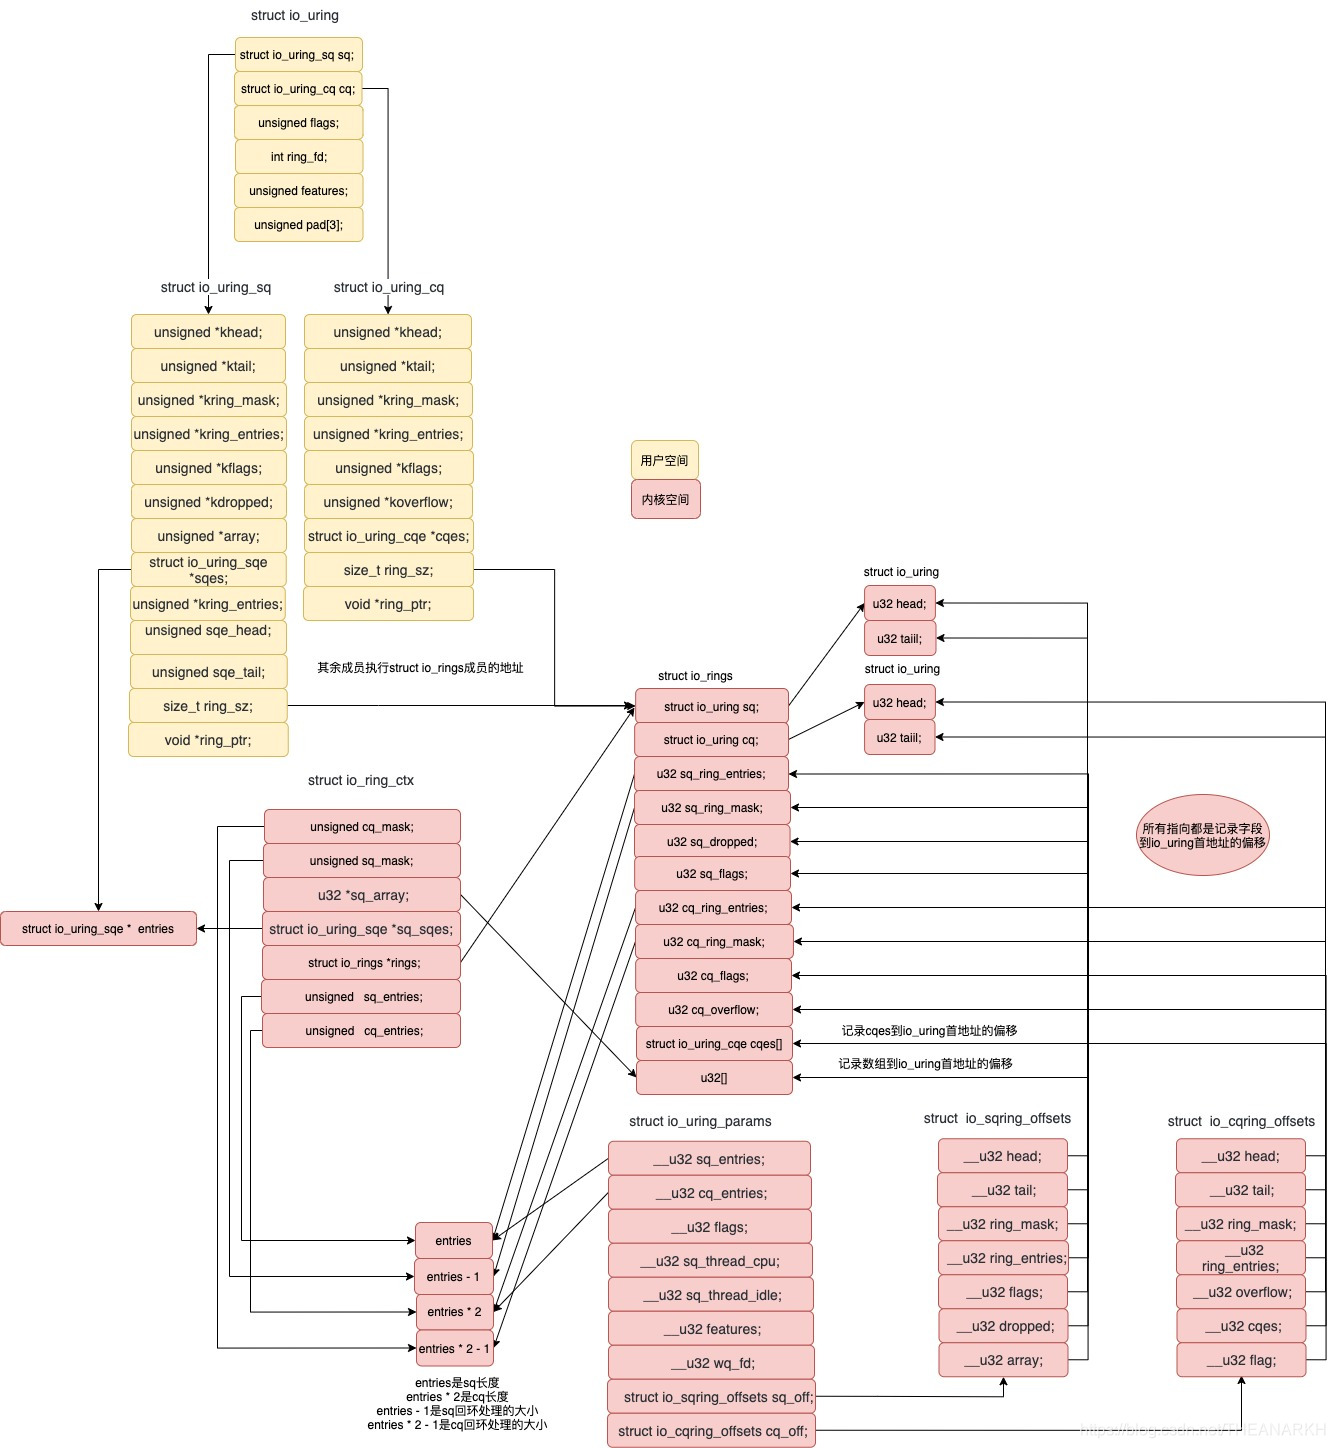 struct io_uring
struct io_uring_sq sq;
struct io_uring_cq cq;
unsigned flags;
int ring_fd;
unsigned features;
unsigned pad[3];
struct io_uring_sq
unsigned *khead;
unsigned *ktail;
unsigned *kring_mask;
unsigned *kring_entries;
unsigned *kflags;
unsigned *kdropped;
unsigned *array;
struct io_uring_sqe
*sqes;
unsigned *kring_entries;
unsigned sqe_head;
unsigned sqe_tail;
size_t ring_sz;
void *ring_ptr;
struct io_uring_cq
unsigned *khead;
unsigned *ktail;
unsigned *kring_mask;
unsigned *kring_entries;
unsigned *kflags;
unsigned *koverflow;
struct io_uring_cqe *cqes;
size_t ring_sz;
void *ring_ptr;
用户空间
内核空间
其余成员执行struct io_rings成员的地址
struct io_uring
u32 head;
u32 taiil;
struct io_uring
u32 head;
u32 taiil;
struct io_rings
struct io_uring sq;
struct io_uring cq;
u32 sq_ring_entries;
u32 sq_ring_mask;
u32 sq_dropped;
u32 sq_flags;
u32 cq_ring_entries;
u32 cq_ring_mask;
u32 cq_flags;
u32 cq_overflow;
struct io_uring_cqe cqes[]
u32[]
所有指向都是记录字段
到io_uring首地址的偏移
记录cqes到io_uring首地址的偏移
记录数组到io_uring首地址的偏移
struct io_ring_ctx
unsigned cq_mask;
unsigned sq_mask;
u32 *sq_array;
struct io_uring_sqe *sq_sqes;
struct io_rings *rings;
unsigned sq_entries;
unsigned cq_entries;
struct io_uring_sqe * entries
struct io_uring_params
__u32 sq_entries;
__u32 cq_entries;
__u32 flags;
__u32 sq_thread_cpu;
__u32 sq_thread_idle;
__u32 features;
__u32 wq_fd;
struct io_sqring_offsets sq_off;
struct io_cqring_offsets cq_off;
struct io_sqring_offsets
__u32 head;
__u32 tail;
__u32 ring_mask;
__u32 ring_entries;
__u32 flags;
__u32 dropped;
__u32 array;
struct io_cqring_offsets
__u32 head;
__u32 tail;
__u32 ring_mask;
__u32
ring_entries;
__u32 overflow;
__u32 cqes;
__u32 flag;
entries
entries - 1
entries * 2
entries * 2 - 1
entries是sq长度
entries * 2是cq长度
entries - 1是sq回环处理的大小
entries * 2 - 1是cq回环处理的大小
https://blog.csdn.net/THEANARKH